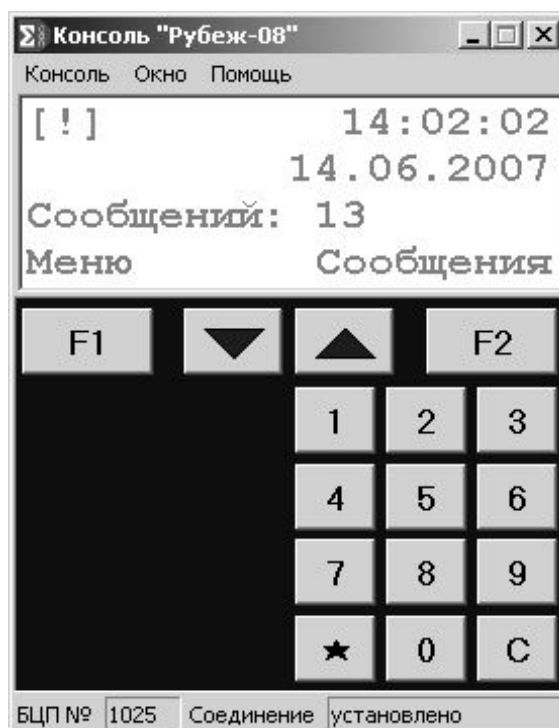 Консоль "Рубеж-08"
Консоль Окно Помощь
[!] 14:02:02
14.06.2007
Сообщений: 13
Меню Сообщения
F1 F2
1 2 3
4 5 6
7 8 9
★ 0 C
БЦП № 1025 Соединение установлено